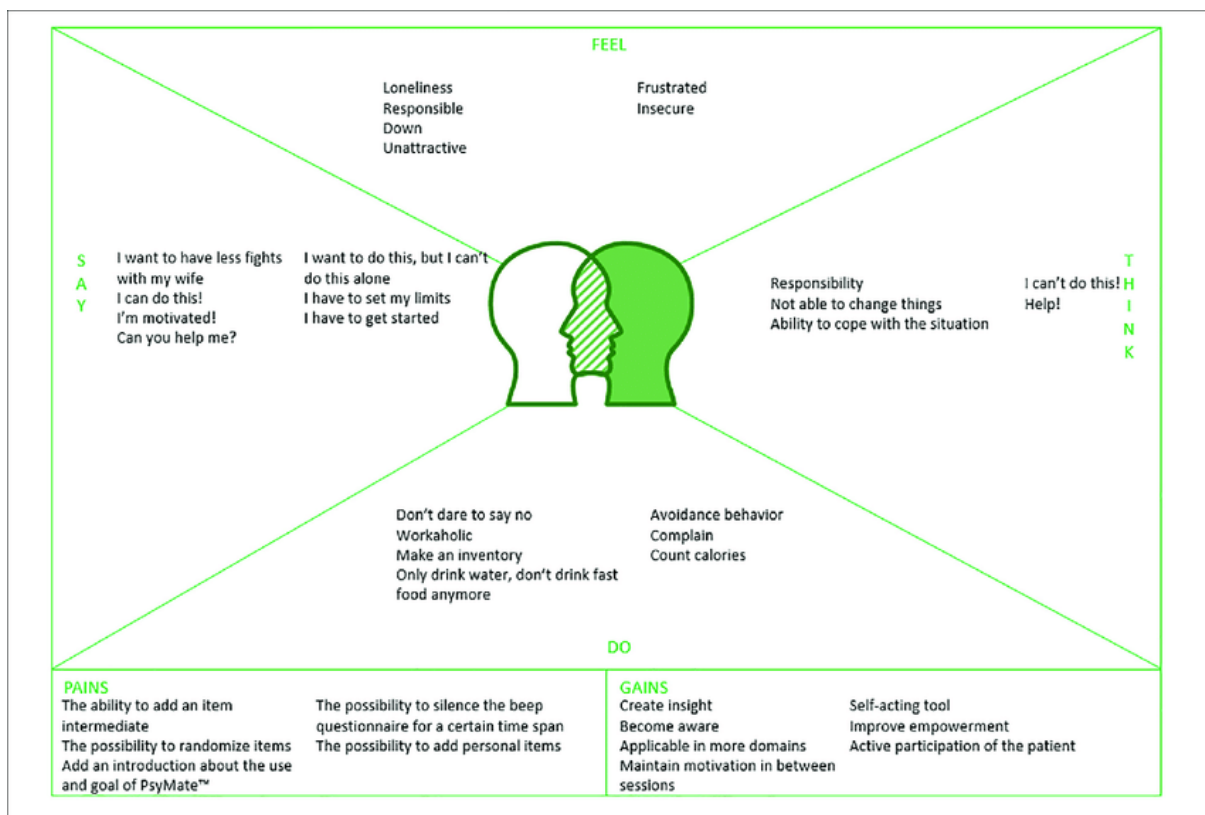 FEEL
Loneliness
Responsible
Down
Unattractive
Frustrated
Insecure
SAY
I want to have less fights
with my wife
I can do this!
I'm motivated!
Can you help me?
I want to do this, but I can't
do this alone
I have to set my limits
I have to get started
Responsibility
Not able to change things
Ability to cope with the situation
I can't do this!
Help!
THINK
Don't dare to say no
Workaholic
Make an inventory
Only drink water, don't drink fast
food anymore
Avoidance behavior
Complain
Count calories
DO
PAINS
The ability to add an item
intermediate
The possibility to randomize items
Add an introduction about the use
and goal of PsyMate™
The possibility to silence the beep
questionnaire for a certain time span
The possibility to add personal items
GAINS
Create insight
Become aware
Applicable in more domains
Maintain motivation in between
sessions
Self-acting tool
Improve empowerment
Active participation of the patient